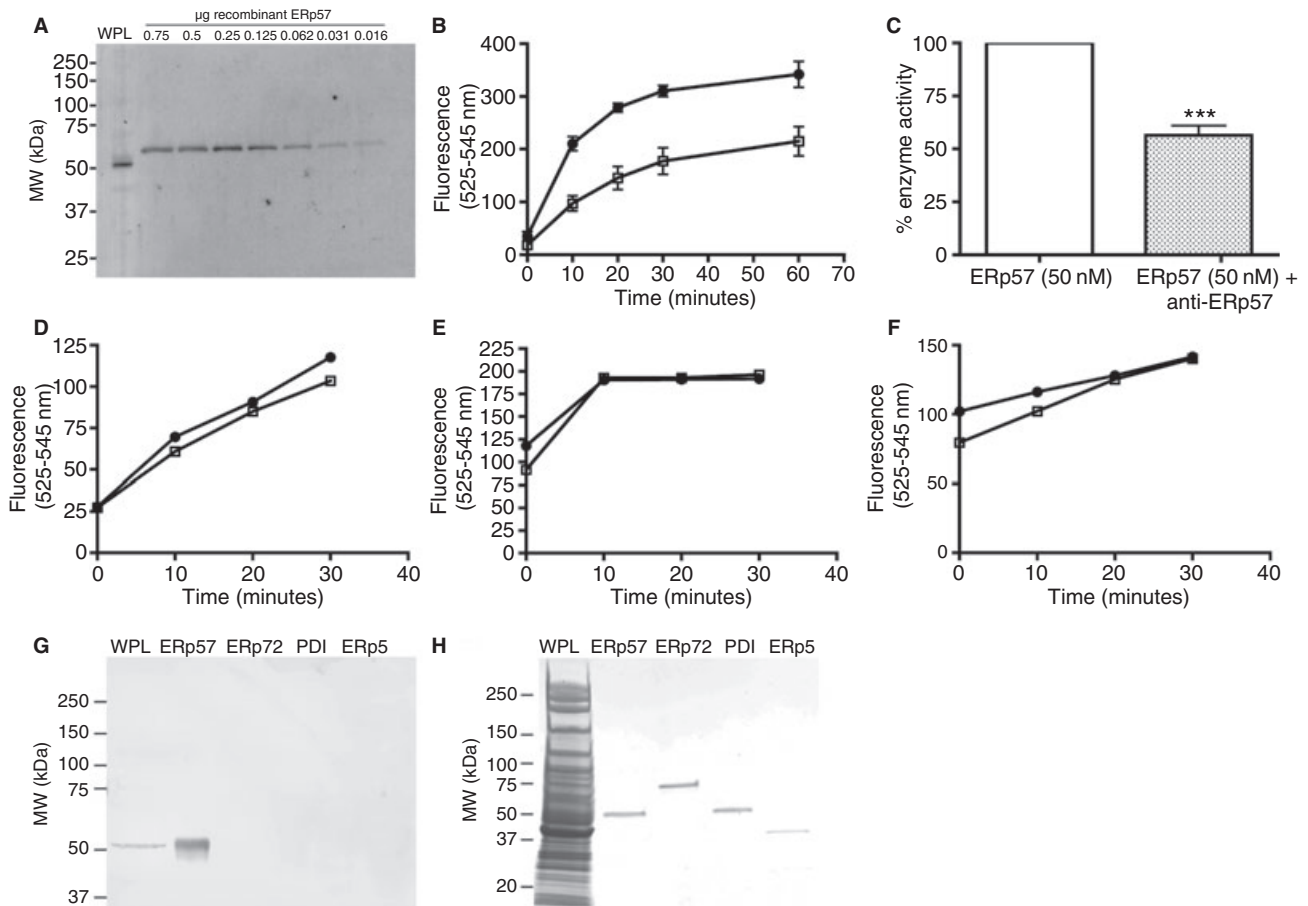 A
µg recombinant ERp57
WPL 0.75 0.5 0.25 0.125 0.062 0.031 0.016
MW (kDa)
250
150
100
75
50
37
25
B
Fluorescence
(525-545 nm)
400
300
200
100
0
0 10 20 30 40 50 60 70
Time (minutes)
C
% enzyme activity
100
75
50
25
0
***
ERp57 (50 nM)
ERp57 (50 nM) +
anti-ERp57
D
Fluorescence
(525-545 nm)
125
100
75
50
25
0
0 10 20 30 40
Time (minutes)
E
Fluorescence
(525-545 nm)
225
200
175
150
125
100
75
50
25
0
0 10 20 30 40
Time (minutes)
F
Fluorescence
(525-545 nm)
150
100
50
0
0 10 20 30 40
Time (minutes)
G
WPL ERp57 ERp72 PDI ERp5
MW (kDa)
250
150
100
75
50
37
H
WPL ERp57 ERp72 PDI ERp5
MW (kDa)
250
150
100
75
50
37
20